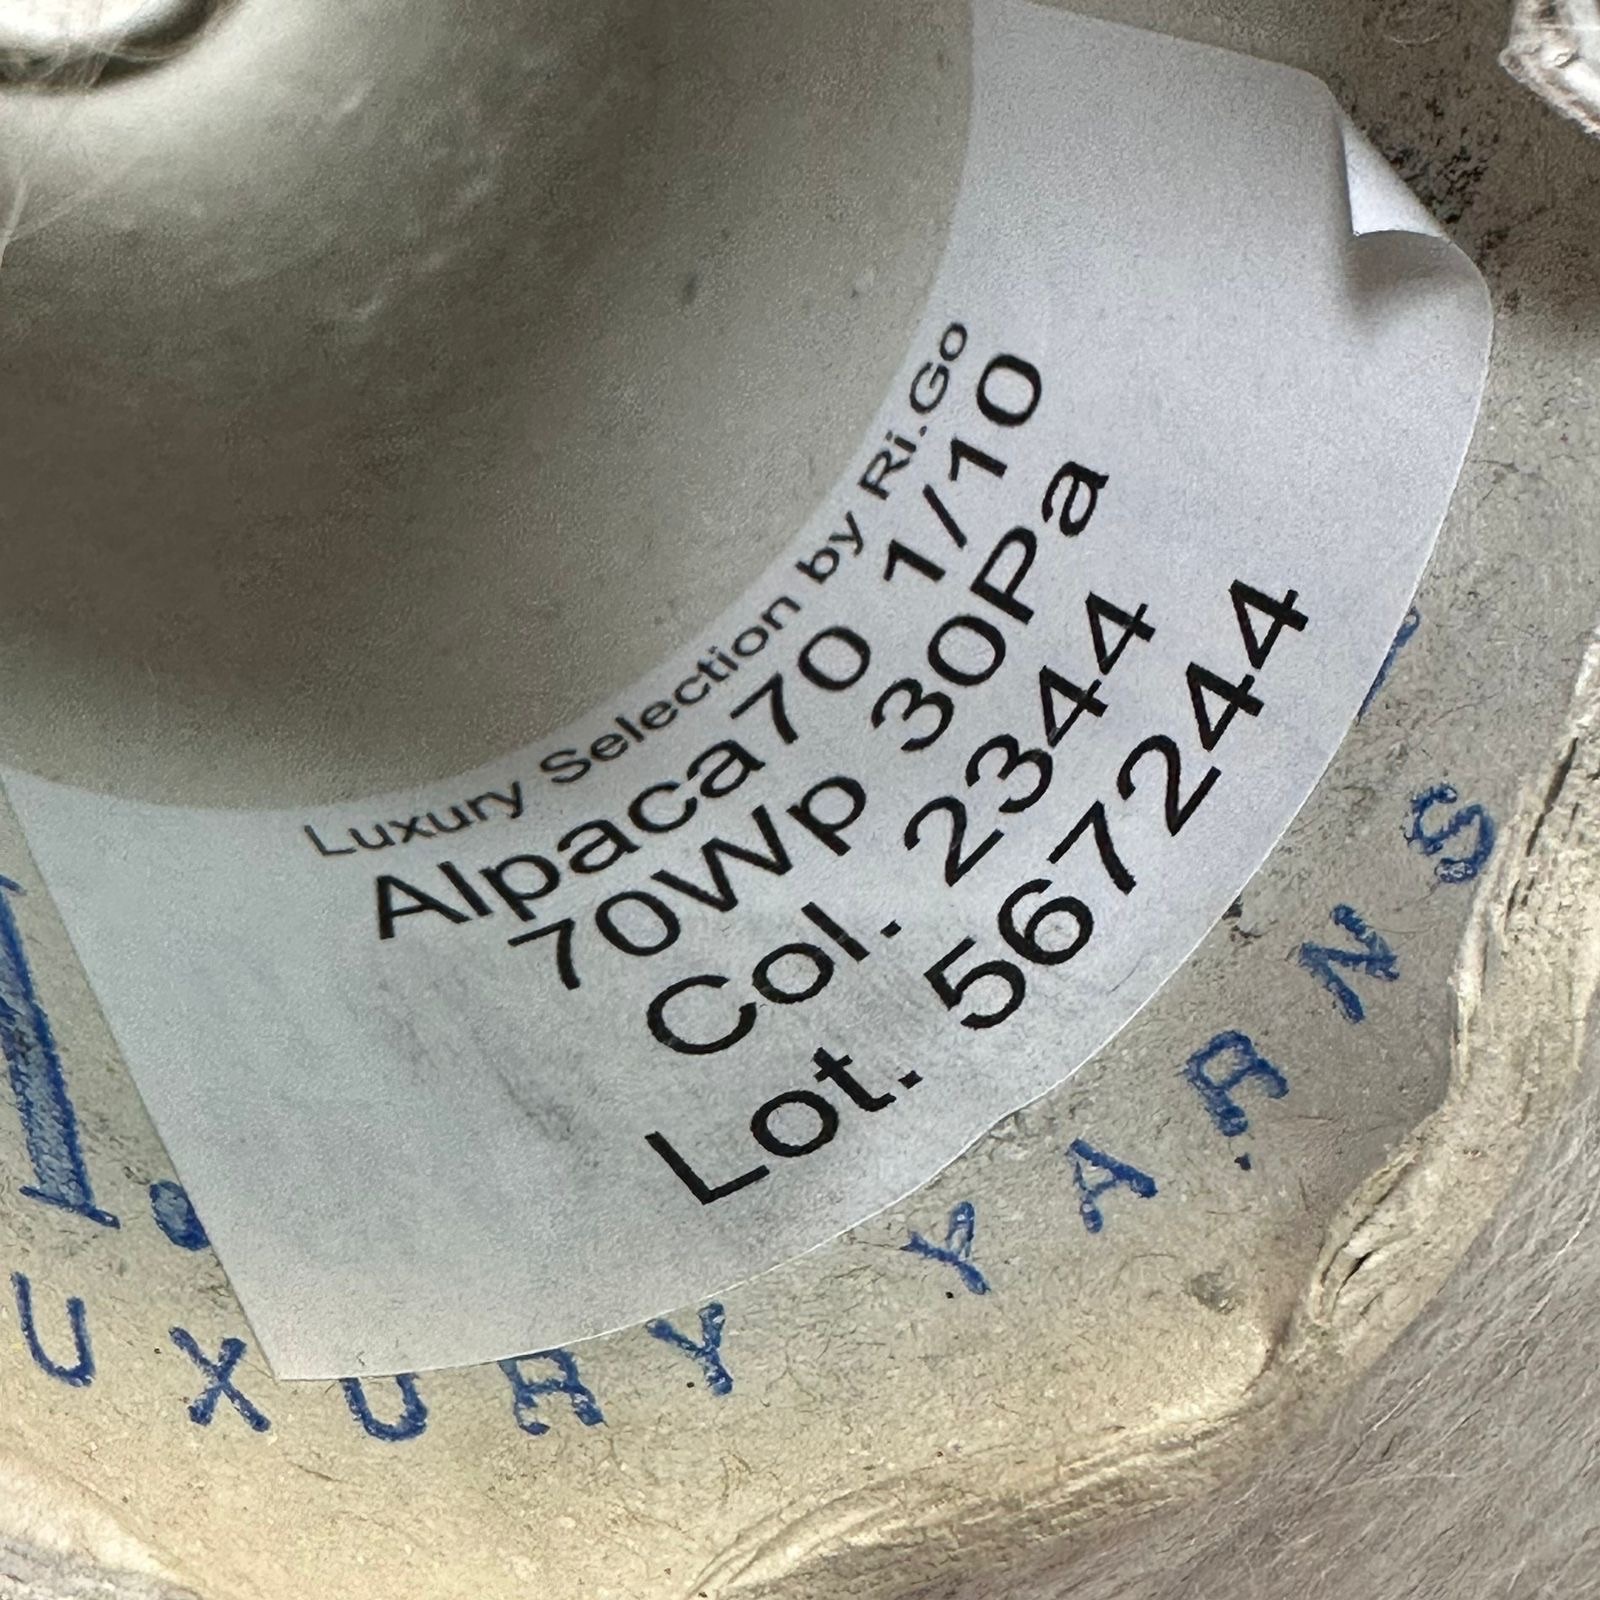 Luxury Selection by Ri.Go
Alpaca70 1/10
70Wp 30Pa
Col. 2344
Lot. 567244
UXURY YARNS